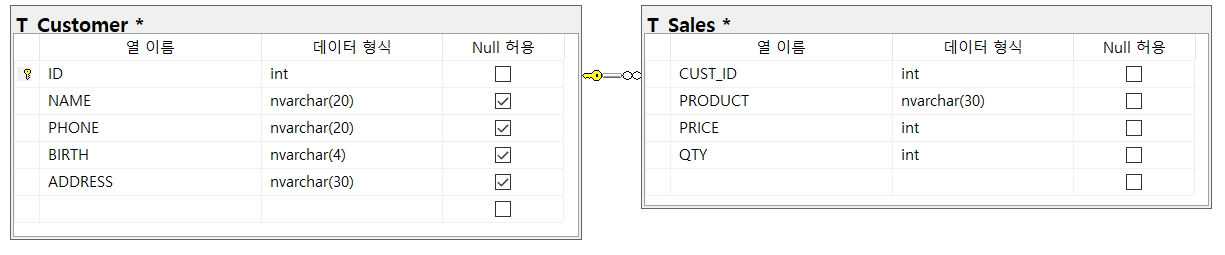 T_Customer *
열 이름 데이터 형식 Null 허용
ID int
NAME nvarchar(20)
PHONE nvarchar(20)
BIRTH nvarchar(4)
ADDRESS nvarchar(30)
T_Sales *
열 이름 데이터 형식 Null 허용
CUST_ID int
PRODUCT nvarchar(30)
PRICE int
QTY int